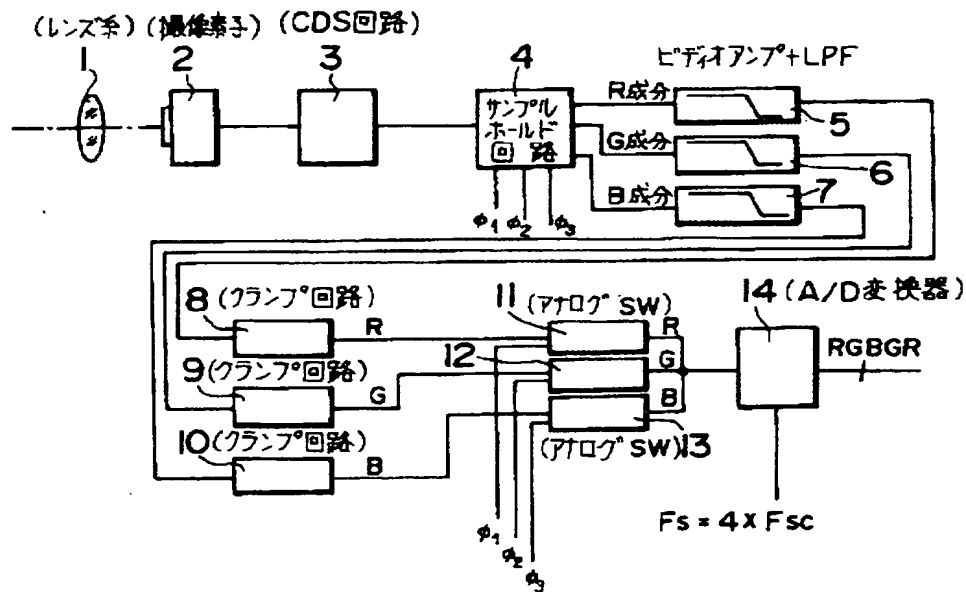 (レンズ系) (撮像素子) (CDS回路)
1
2
3
4
ビデオアンプ+LPF
サンプル
ホールド
回路
R成分
5
G成分
6
B成分
7
φ1 φ2 φ3
8 (クランプ回路)
R
9 (クランプ回路)
G
10 (クランプ回路)
B
11
(アナログSW)
R
12
G
B
(アナログSW)13
14 (A/D変換器)
RGBGR
φ1
φ2
φ3
Fs = 4 × Fsc